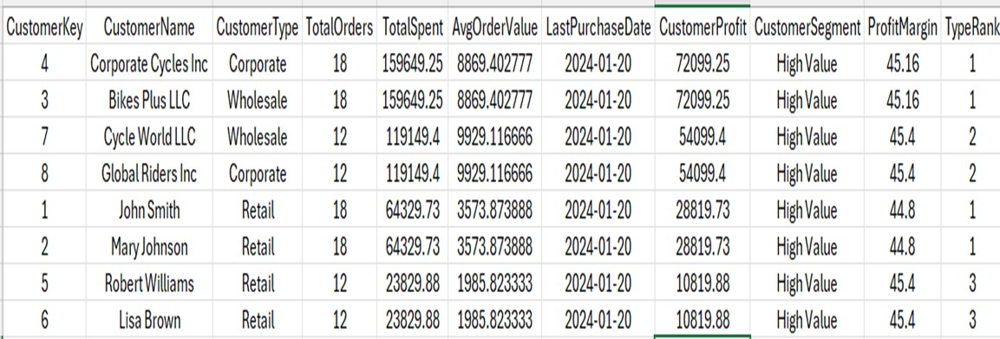 CustomerKey CustomerName CustomerType TotalOrders TotalSpent AvgOrderValue LastPurchaseDate CustomerProfit CustomerSegment ProfitMargin TypeRank
4 Corporate Cycles Inc Corporate 18 159649.25 8869.402777 2024-01-20 72099.25 High Value 45.16 1
3 Bikes Plus LLC Wholesale 18 159649.25 8869.402777 2024-01-20 72099.25 High Value 45.16 1
7 Cycle World LLC Wholesale 12 119149.4 9929.116666 2024-01-20 54099.4 High Value 45.4 2
8 Global Riders Inc Corporate 12 119149.4 9929.116666 2024-01-20 54099.4 High Value 45.4 2
1 John Smith Retail 18 64329.73 3573.873888 2024-01-20 28819.73 High Value 44.8 1
2 Mary Johnson Retail 18 64329.73 3573.873888 2024-01-20 28819.73 High Value 44.8 1
5 Robert Williams Retail 12 23829.88 1985.823333 2024-01-20 10819.88 High Value 45.4 3
6 Lisa Brown Retail 12 23829.88 1985.823333 2024-01-20 10819.88 High Value 45.4 3